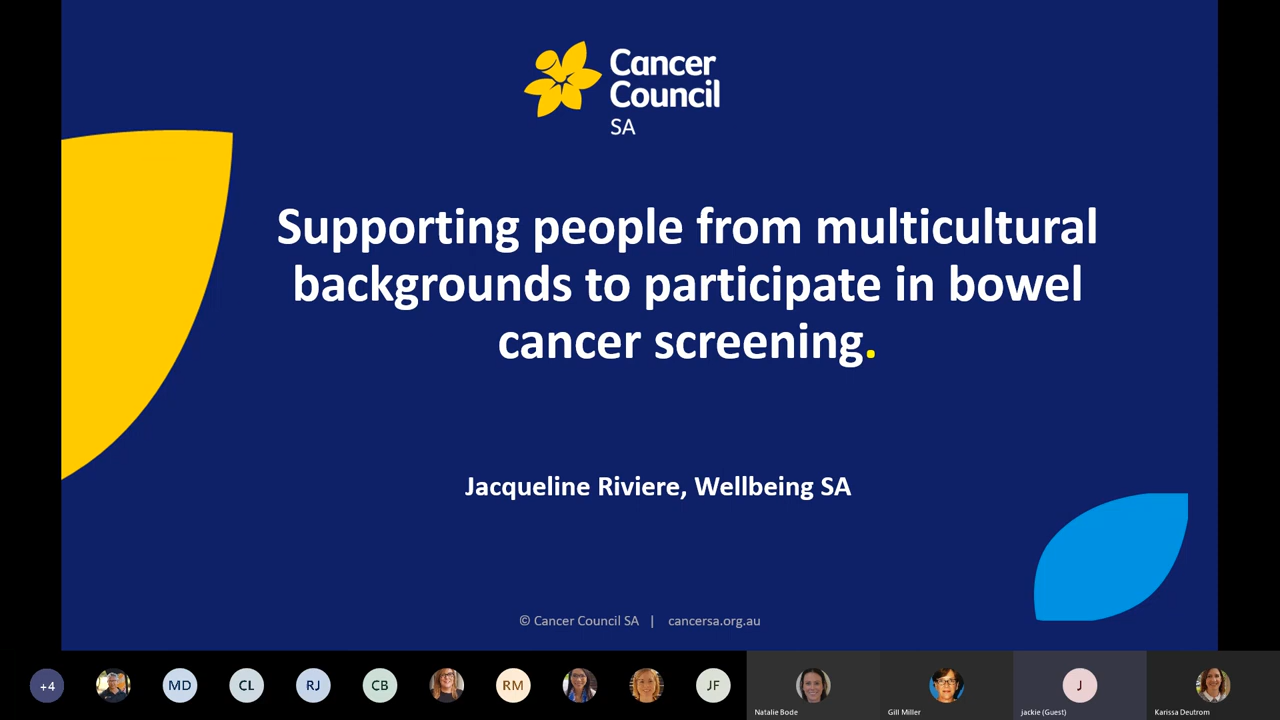 Cancer
Council
SA
Supporting people from multicultural
backgrounds to participate in bowel
cancer screening.
Jacqueline Riviere, Wellbeing SA
© Cancer Council SA | cancersa.org.au
+4
MD
CL
RJ
CB
RM
JF
J
Natalie Bode
Gill Miller
jackie (Guest)
Karissa Deutrom